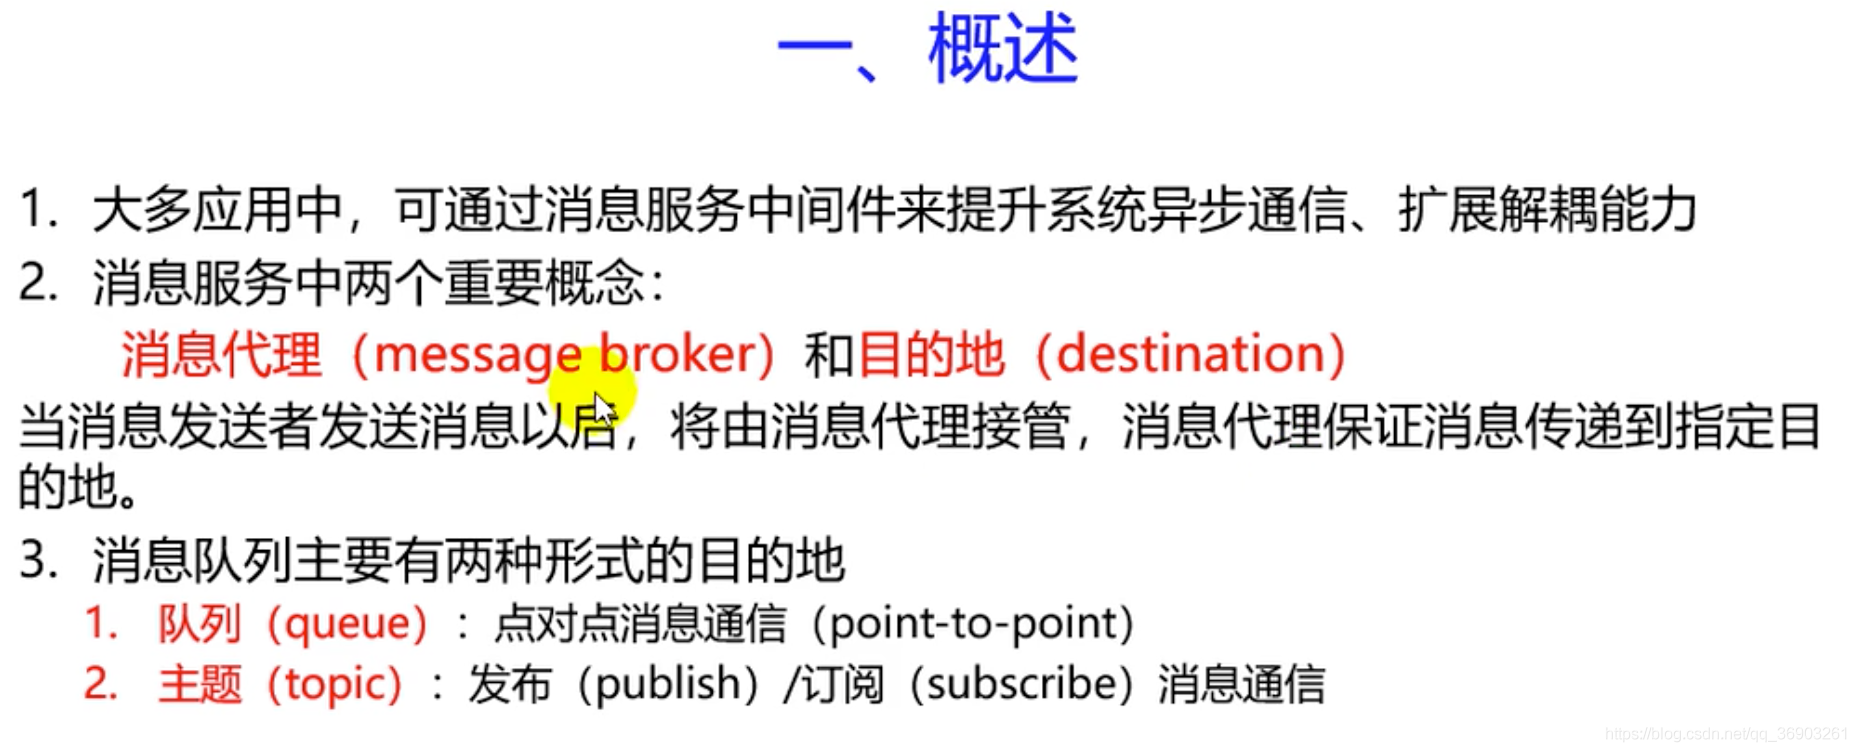 一、概述
1. 大多应用中，可通过消息服务中间件来提升系统异步通信、扩展解耦能力
2. 消息服务中两个重要概念：
消息代理（message broker）和目的地（destination）
当消息发送者发送消息以后，将由消息代理接管，消息代理保证消息传递到指定目
的地。
3. 消息队列主要有两种形式的目的地
1. 队列（queue）：点对点消息通信（point-to-point）
2. 主题（topic）：发布（publish）/订阅（subscribe）消息通信
https://blog.csdn.net/qq_36903261